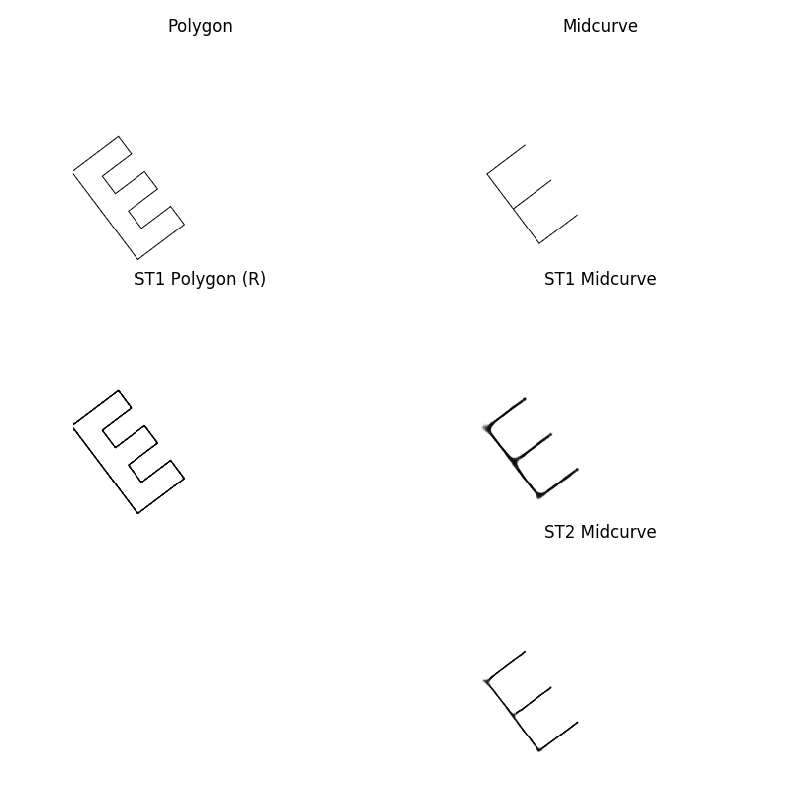 Polygon
Midcurve
E
E
ST1 Polygon (R)
ST1 Midcurve
E
E
ST2 Midcurve
E